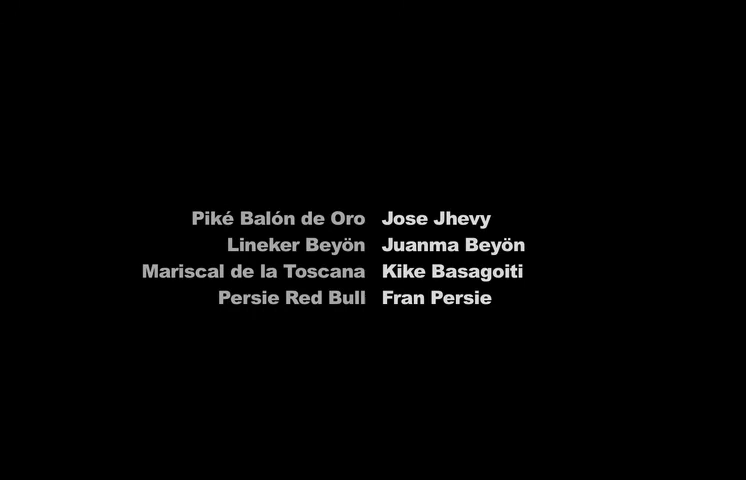 Piké Balón de Oro Jose Jhevy
Lineker Beyön Juanma Beyön
Mariscal de la Toscana Kike Basagoiti
Persie Red Bull Fran Persie